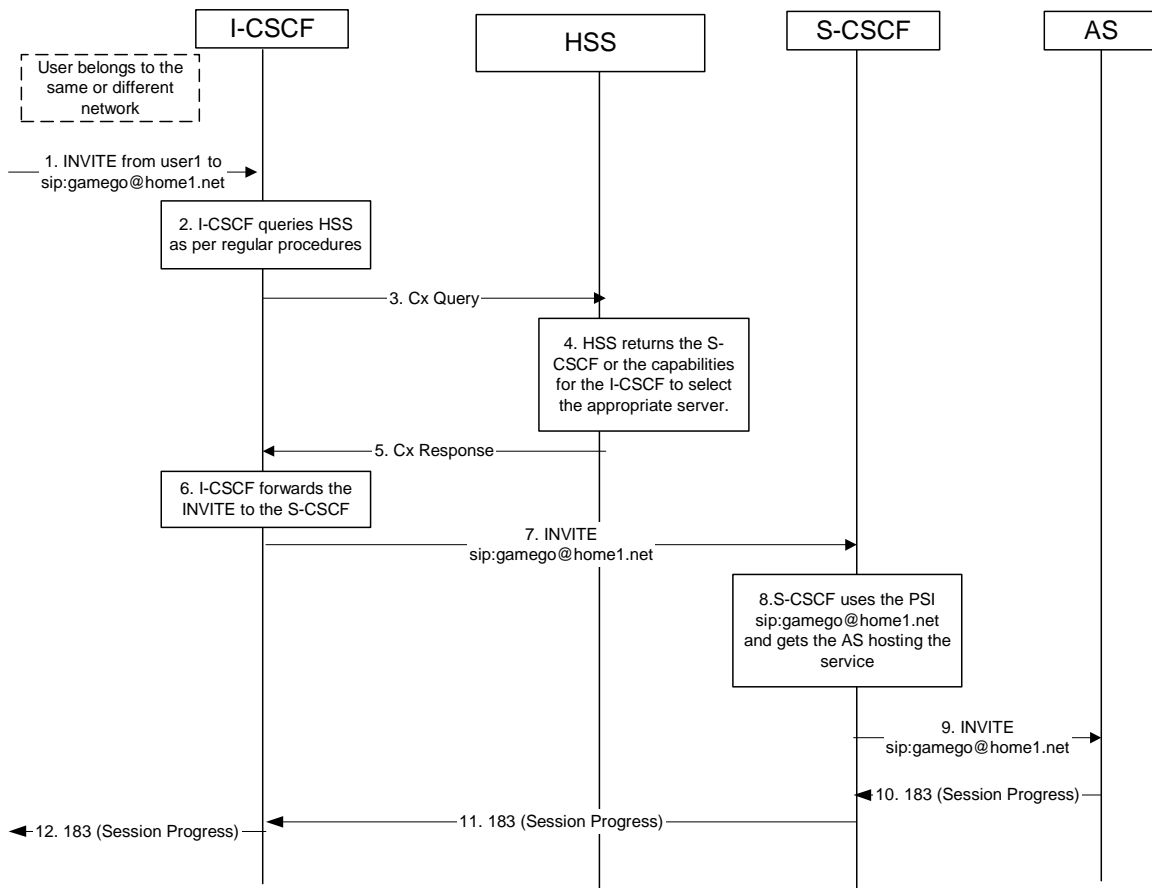 I-CSCF
HSS
S-CSCF
AS
User belongs to the
same or different
network
1. INVITE from user1 to
sip:gamego@home1.net
2. I-CSCF queries HSS
as per regular procedures
3. Cx Query
4. HSS returns the S-
CSCF or the capabilities
for the I-CSCF to select
the appropriate server.
5. Cx Response
6. I-CSCF forwards the
INVITE to the S-CSCF
7. INVITE
sip:gamego@home1.net
8.S-CSCF uses the PSI
sip:gamego@home1.net
and gets the AS hosting the
service
9. INVITE
sip:gamego@home1.net
10. 183 (Session Progress)
11. 183 (Session Progress)
12. 183 (Session Progress)